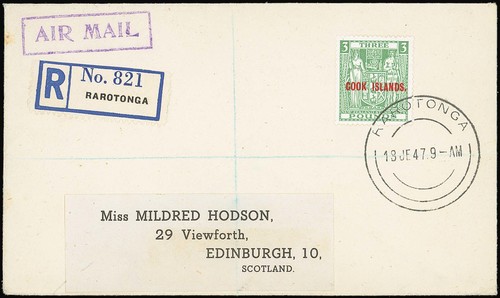 AIR MAIL
R
No. 821
RAROTONGA
3 THREE 3
COOK ISLANDS.
POUNDS
RAROTONGA
18 JE 47.9-AM
Miss MILDRED HODSON,
29 Viewforth,
EDINBURGH, 10,
SCOTLAND.